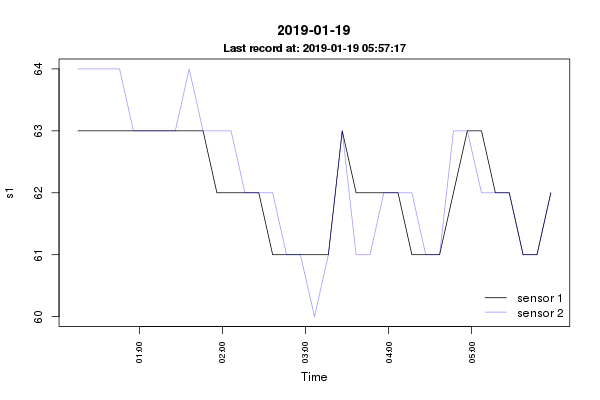 2019-01-19
Last record at: 2019-01-19 05:57:17
64
63
62
61
60
s1
sensor 1
sensor 2
01:00 02:00 03:00 04:00 05:00
Time